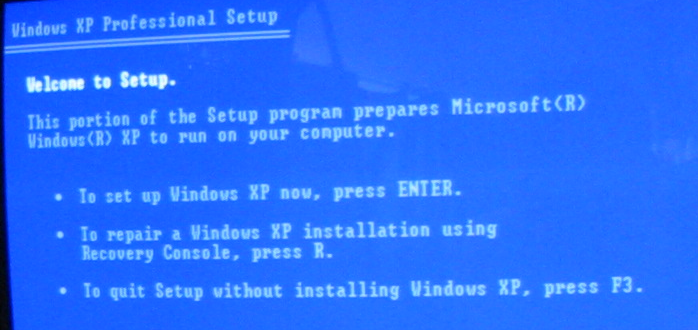 Windows XP Professional Setup
Welcome to Setup.
This portion of the Setup program prepares Microsoft(R)
Windows(R) XP to run on your computer.
• To set up Windows XP now, press ENTER.
• To repair a Windows XP installation using
Recovery Console, press R.
• To quit Setup without installing Windows XP, press F3.